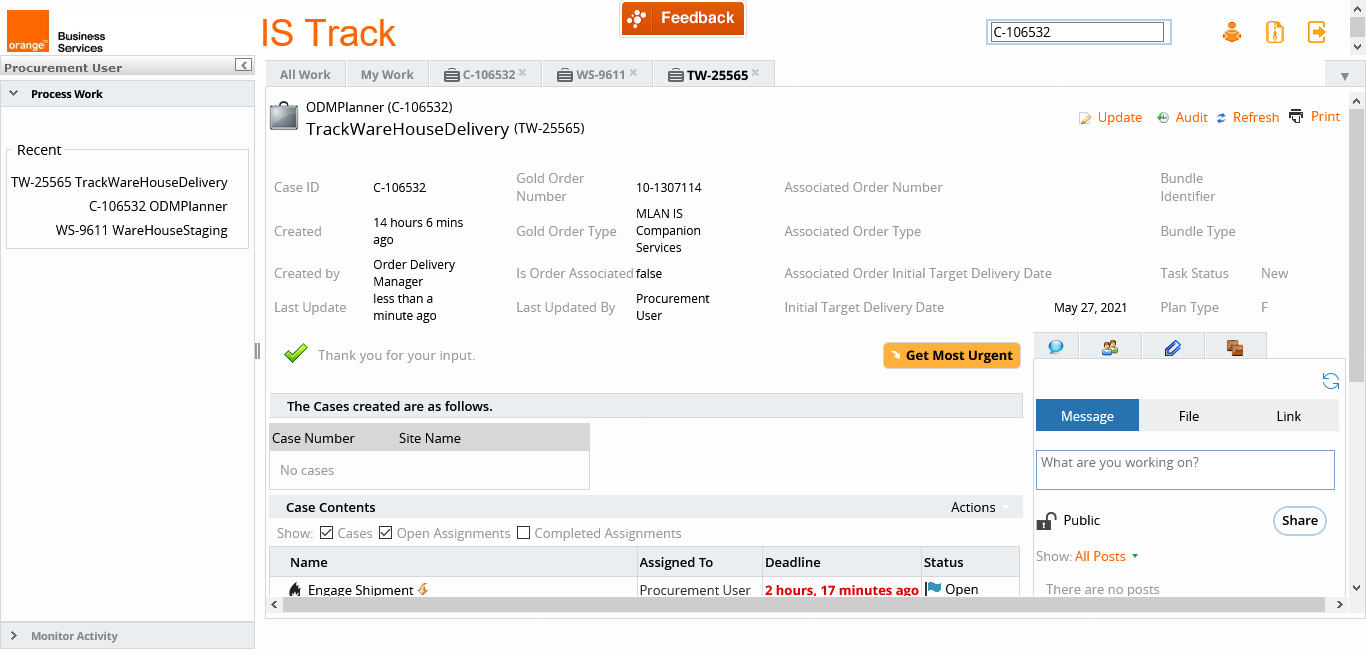 orange™
Business
Services
IS Track
Feedback
C-106532
Procurement User
All Work
My Work
C-106532
WS-9611
TW-25565
Process Work
Recent
TW-25565 TrackWareHouseDelivery
C-106532 ODMPlanner
WS-9611 WareHouseStaging
ODMPlanner (C-106532)
TrackWareHouseDelivery (TW-25565)
Update
Audit
Refresh
Print
Case ID
C-106532
Gold Order
Number
10-1307114
Associated Order Number
Bundle
Identifier
Created
14 hours 6 mins
ago
Gold Order Type
MLAN IS
Companion
Services
Associated Order Type
Bundle Type
Created by
Order Delivery
Manager
Is Order Associated
false
Associated Order Initial Target Delivery Date
Task Status
New
Last Update
less than a
minute ago
Last Updated By
Procurement
User
Initial Target Delivery Date
May 27, 2021
Plan Type
F
Thank you for your input.
Get Most Urgent
The Cases created are as follows.
Case Number
Site Name
No cases
Case Contents
Actions
Show:
Cases
Open Assignments
Completed Assignments
Name
Assigned To
Deadline
Status
Engage Shipment
Procurement User
2 hours, 17 minutes ago
Open
Message
File
Link
What are you working on?
Public
Share
Show: All Posts
There are no posts
Monitor Activity